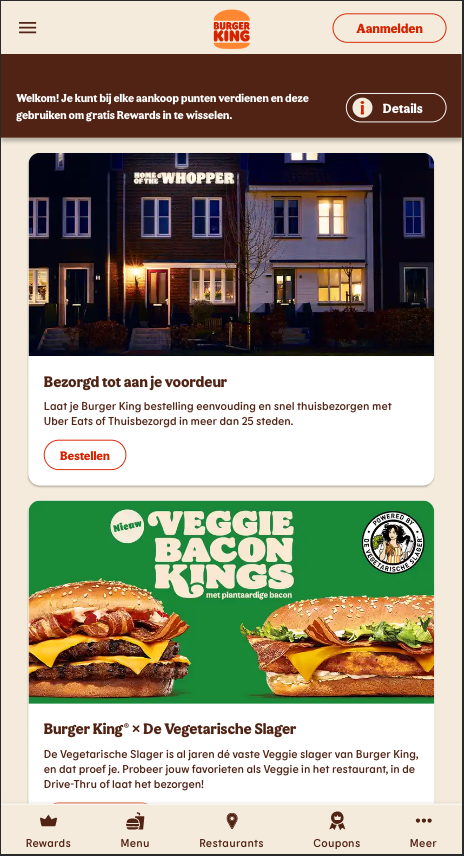 BURGER
KING
Aanmelden
Welkom! Je kunt bij elke aankoop punten verdienen en deze
gebruiken om gratis Rewards in te wisselen.
Details
HOME
OF THE WHOPPER
Bezorgd tot aan je voordeur
Laat je Burger King bestelling eenvouding en snel thuisbezorgen met
Uber Eats of Thuisbezorgd in meer dan 25 steden.
Bestellen
Nieuw
VEGGIE
BACON
KINGS
met plantaardige bacon
POWERED BY
DE VEGETARISCHE SLAGER
Burger King® × De Vegetarische Slager
De Vegetarische Slager is al jaren dé vaste Veggie slager van Burger King,
en dat proef je. Probeer jouw favorieten als Veggie in het restaurant, in de
Drive-Thru of laat het bezorgen!
Rewards
Menu
Restaurants
Coupons
Meer